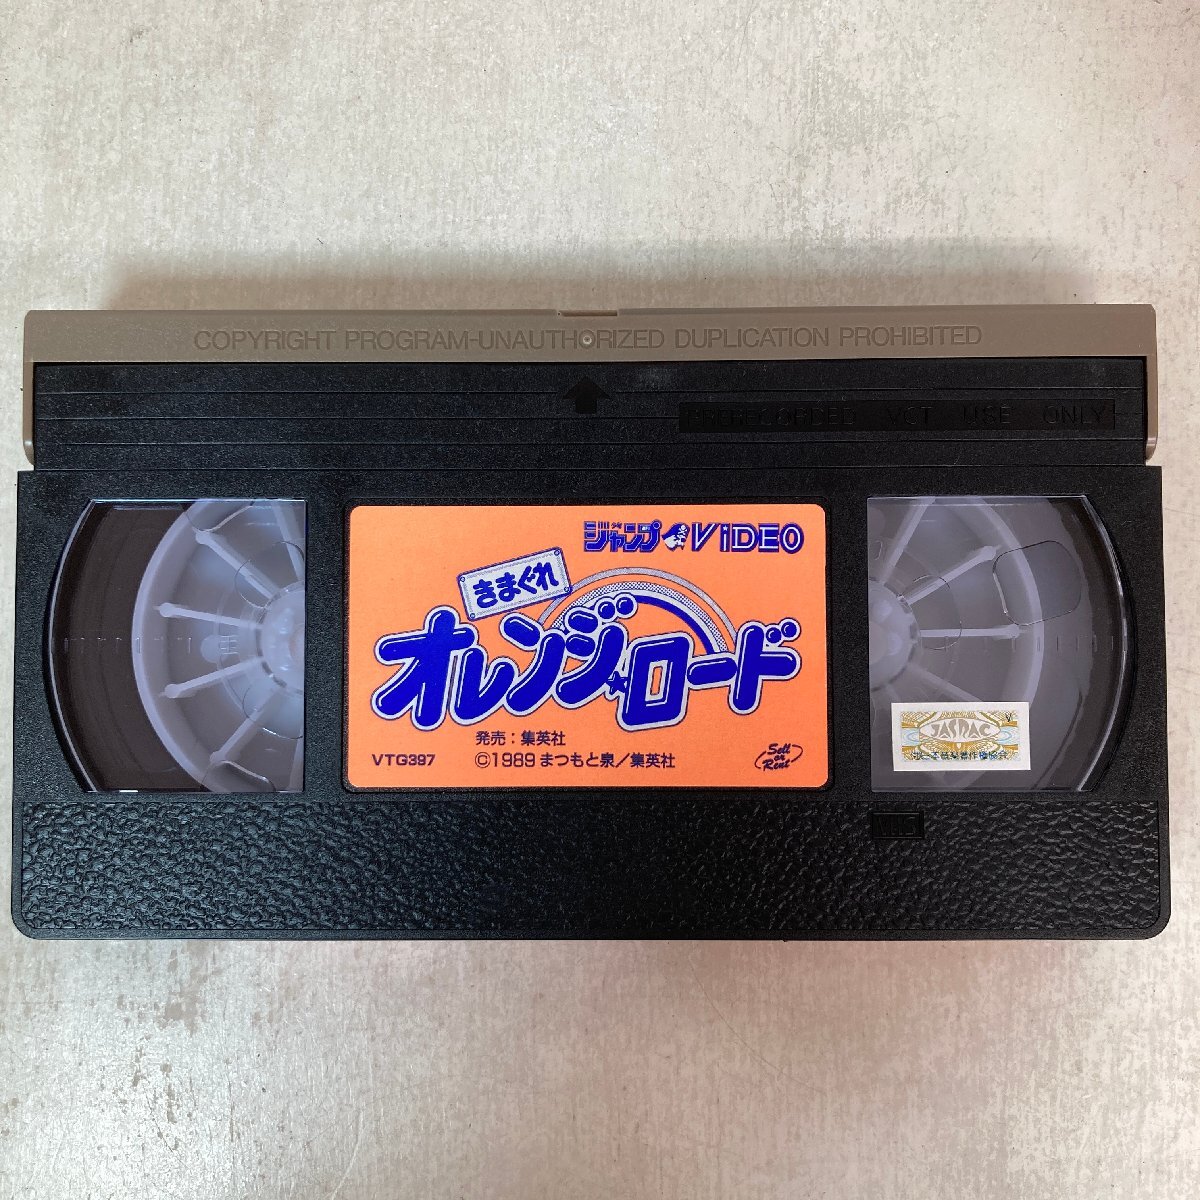 COPYRIGHT PROGRAM-UNAUTHORIZED DUPLICATION PROHIBITED
PRERECORDED VCT USE ONLY
ジャンプ VIDEO
きまぐれ
オレンジ★ロード
発売：集英社
VTG397
©1989 まつもと泉／集英社
Sell or Rent
JASRAC
VHS